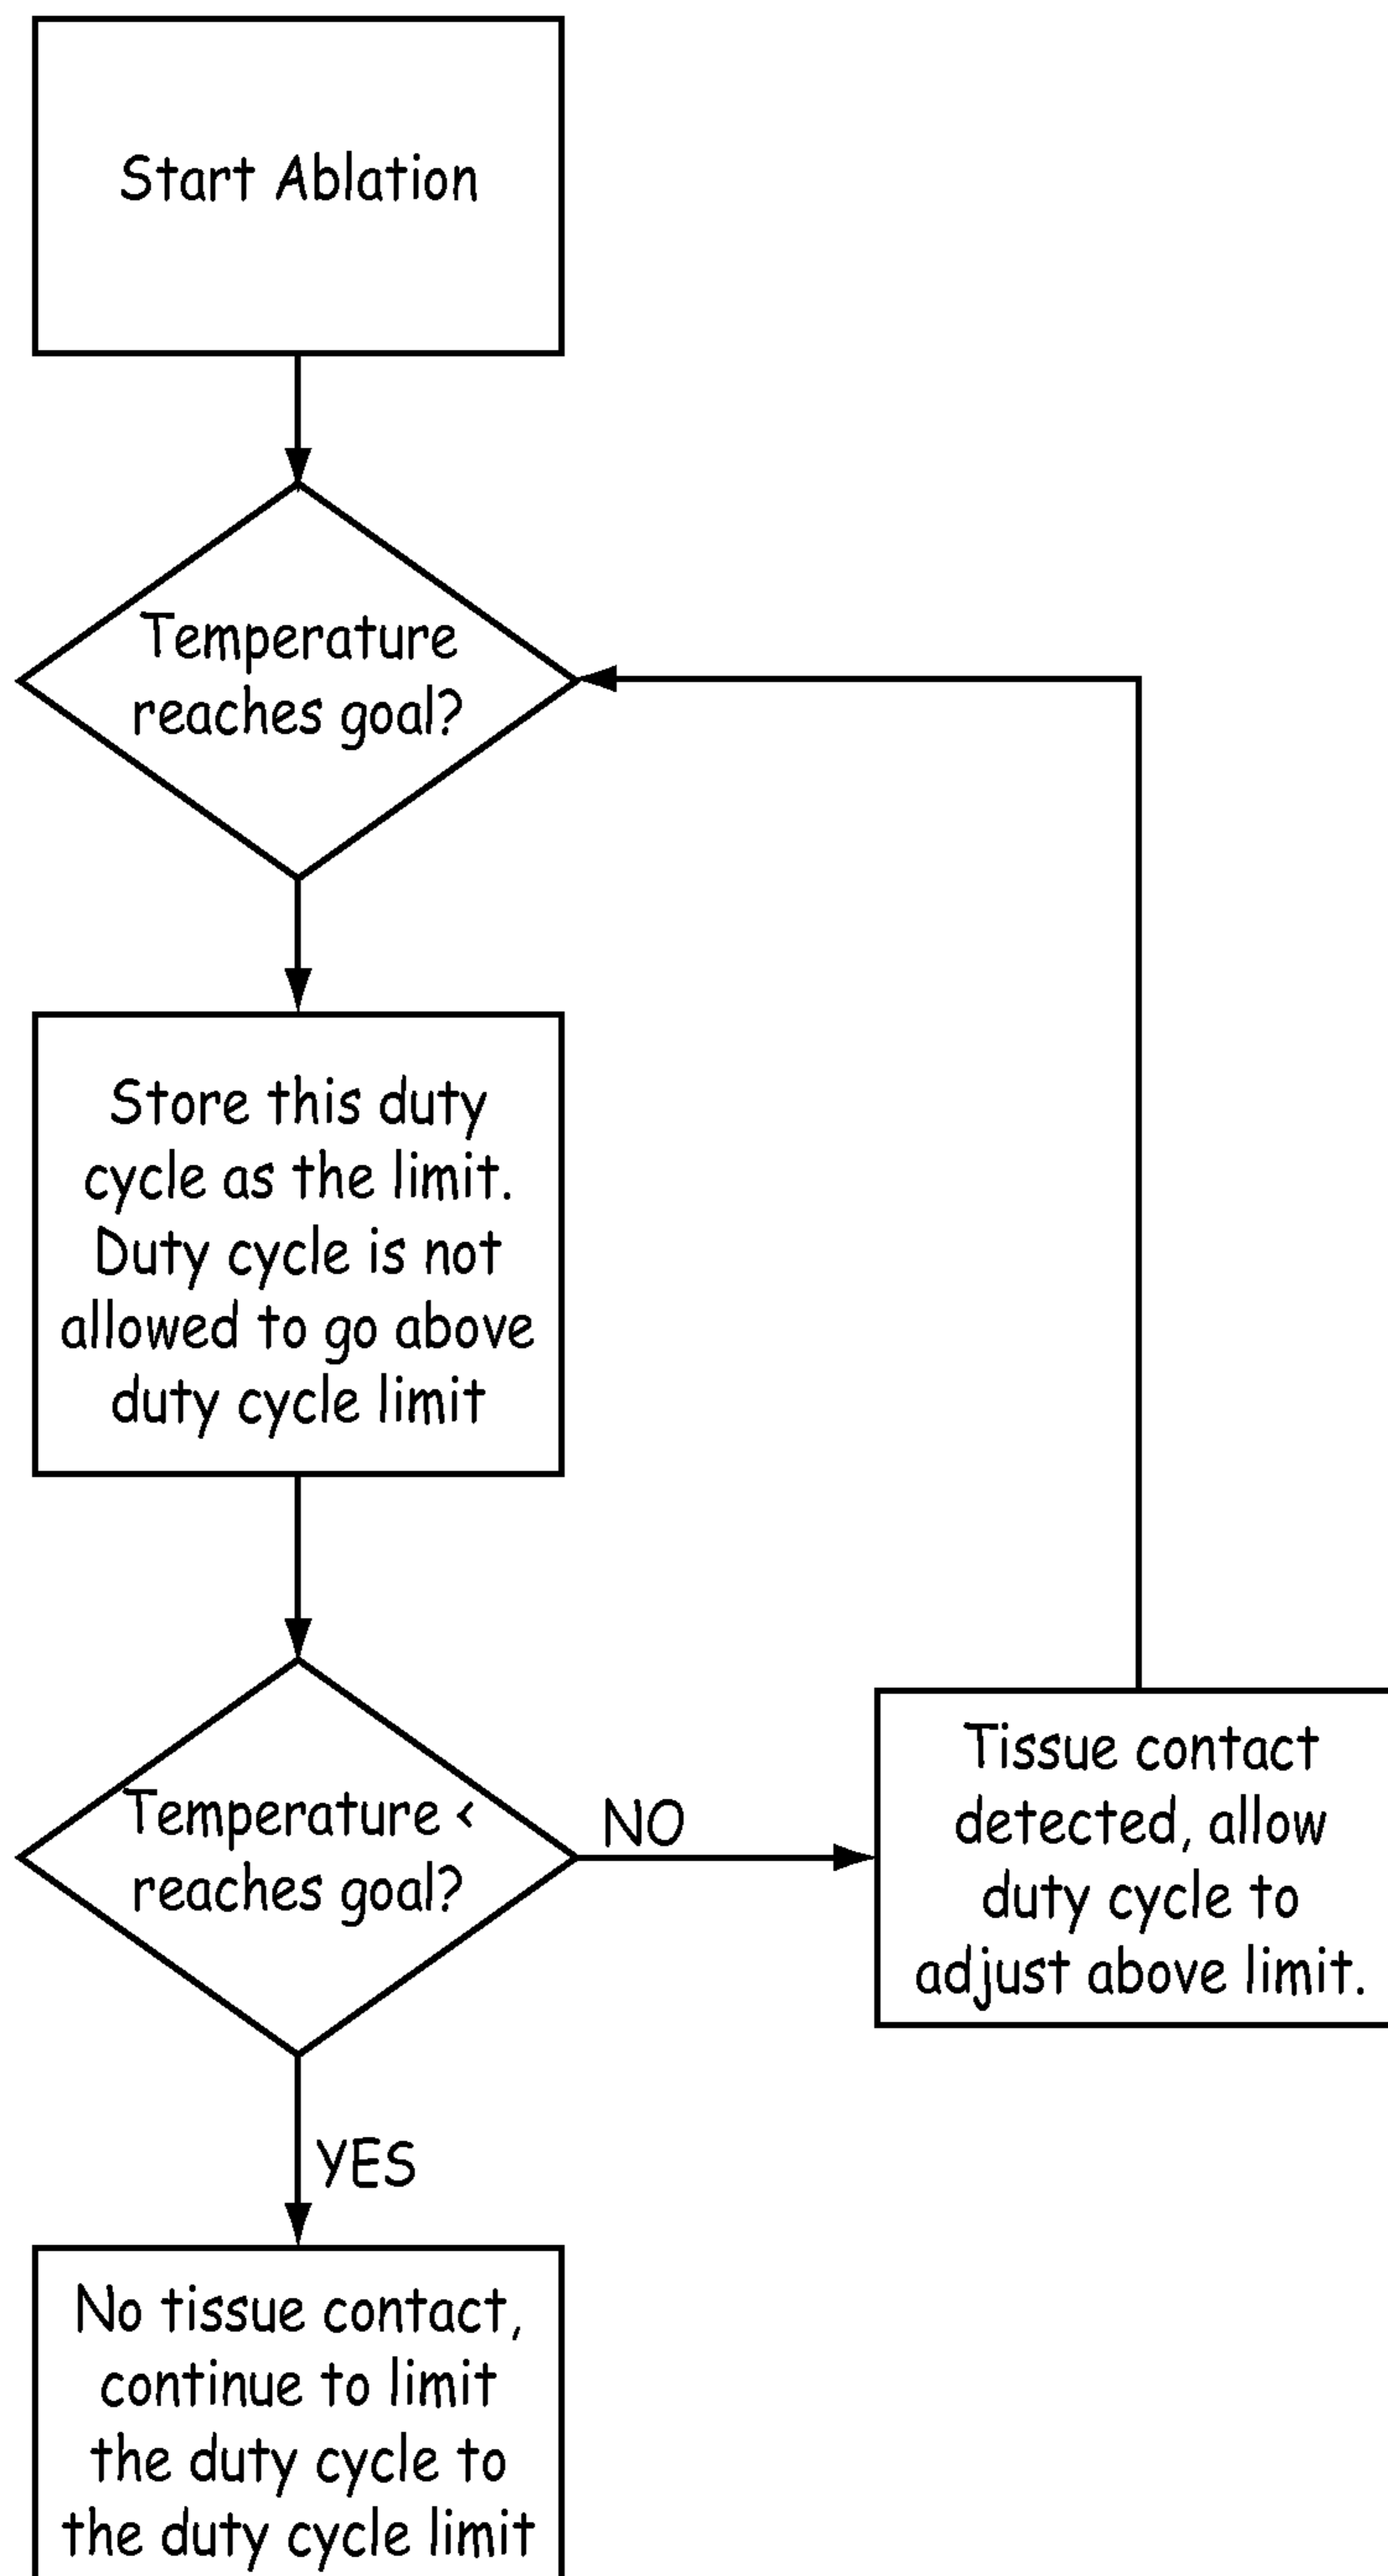 Start Ablation
Temperature
reaches goal?
Store this duty
cycle as the limit.
Duty cycle is not
allowed to go above
duty cycle limit
Temperature <
reaches goal?
NO
Tissue contact
detected, allow
duty cycle to
adjust above limit.
YES
No tissue contact,
continue to limit
the duty cycle to
the duty cycle limit